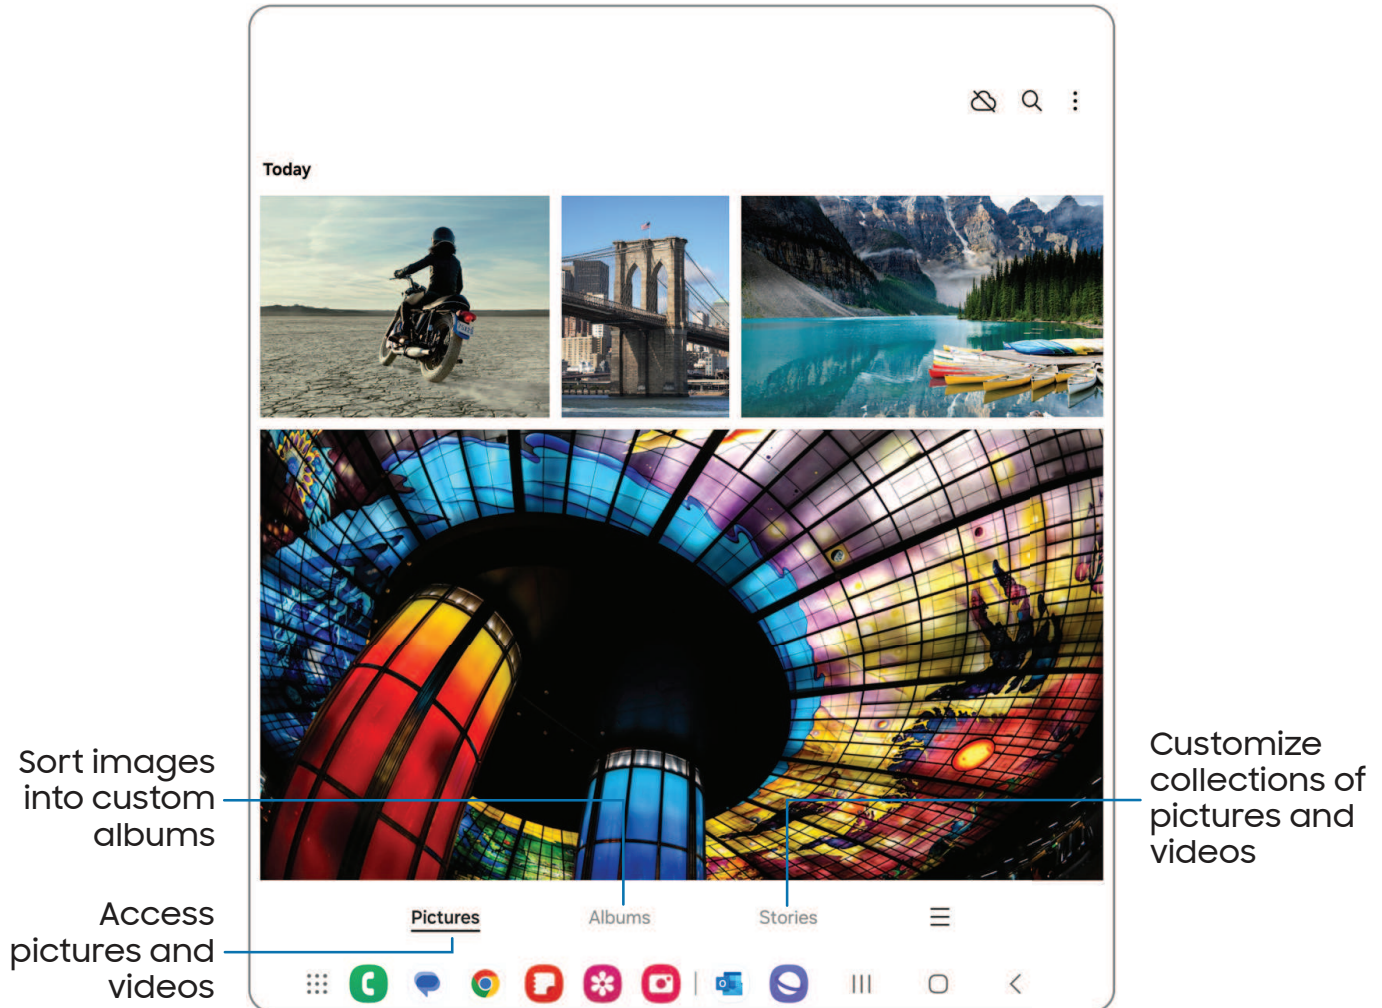 Today
Sort images
into custom
albums
Customize
collections of
pictures and
videos
Access
pictures and
videos
Pictures
Albums
Stories